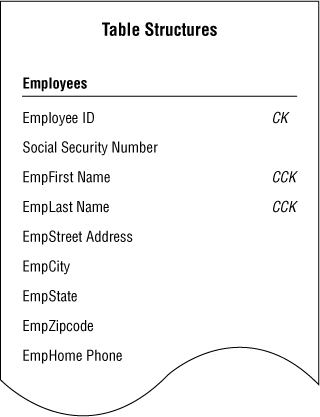 Table Structures
Employees
Employee ID CK
Social Security Number
EmpFirst Name CCK
EmpLast Name CCK
EmpStreet Address
EmpCity
EmpState
EmpZipcode
EmpHome Phone